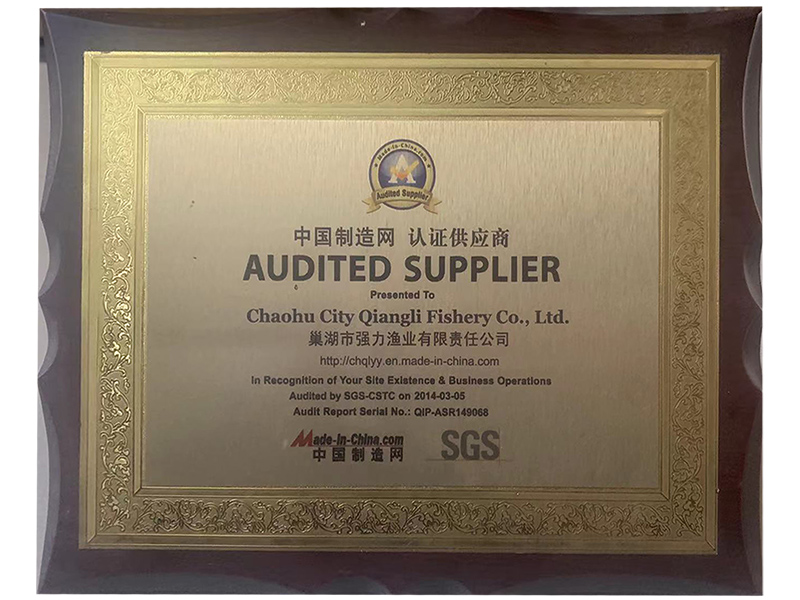 Made-in-China.com
Audited Supplier
中国制造网 认证供应商
AUDITED SUPPLIER
Presented To
Chaohu City Qiangli Fishery Co., Ltd.
巢湖市强力渔业有限责任公司
http://chqlyy.en.made-in-china.com
In Recognition of Your Site Existence & Business Operations
Audited by SGS-CSTC on 2014-03-05
Audit Report Serial No.: QIP-ASR149068
Made-in-China.com
中国制造网
SGS